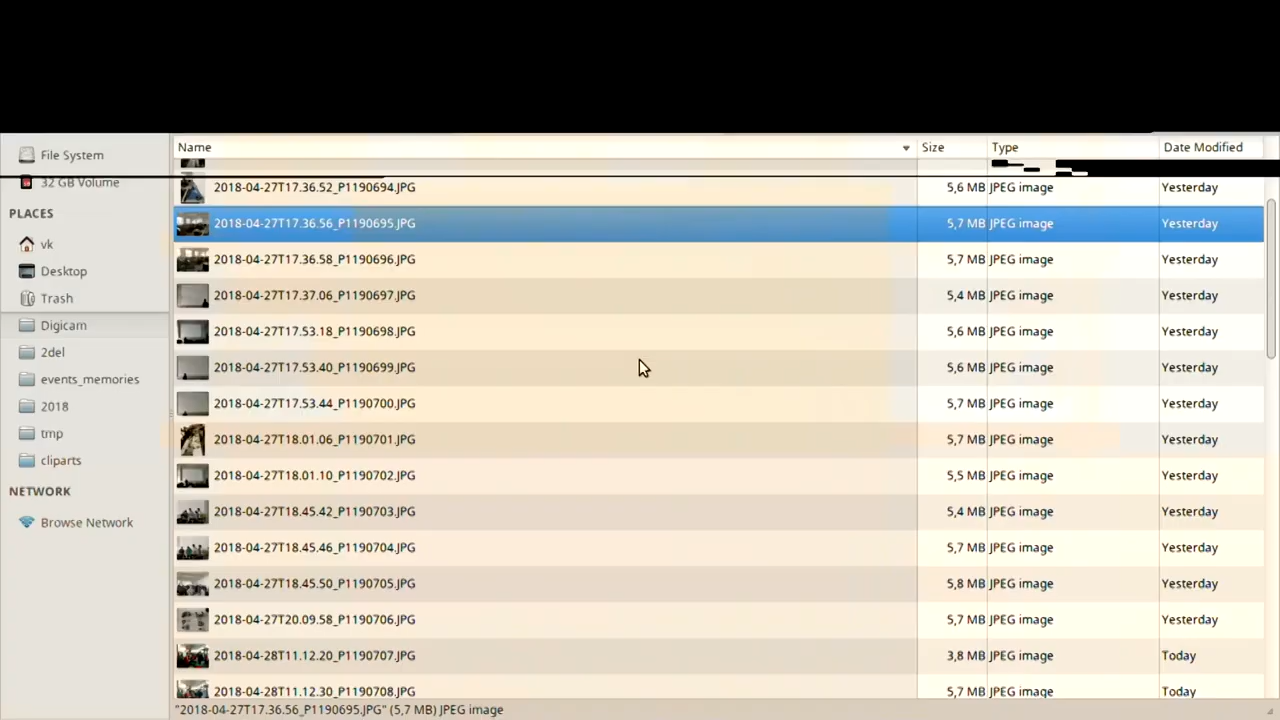 Name Size Type Date Modified
File System
32 GB Volume
PLACES
vk
Desktop
Trash
Digicam
2del
events_memories
2018
tmp
cliparts
NETWORK
Browse Network
2018-04-27T17.36.52_P1190694.JPG 5,6 MB JPEG image Yesterday
2018-04-27T17.36.56_P1190695.JPG 5,7 MB JPEG image Yesterday
2018-04-27T17.36.58_P1190696.JPG 5,7 MB JPEG image Yesterday
2018-04-27T17.37.06_P1190697.JPG 5,4 MB JPEG image Yesterday
2018-04-27T17.53.18_P1190698.JPG 5,6 MB JPEG image Yesterday
2018-04-27T17.53.40_P1190699.JPG 5,6 MB JPEG image Yesterday
2018-04-27T17.53.44_P1190700.JPG 5,7 MB JPEG image Yesterday
2018-04-27T18.01.06_P1190701.JPG 5,7 MB JPEG image Yesterday
2018-04-27T18.01.10_P1190702.JPG 5,5 MB JPEG image Yesterday
2018-04-27T18.45.42_P1190703.JPG 5,4 MB JPEG image Yesterday
2018-04-27T18.45.46_P1190704.JPG 5,7 MB JPEG image Yesterday
2018-04-27T18.45.50_P1190705.JPG 5,8 MB JPEG image Yesterday
2018-04-27T20.09.58_P1190706.JPG 5,7 MB JPEG image Yesterday
2018-04-28T11.12.20_P1190707.JPG 3,8 MB JPEG image Today
2018-04-28T11.12.30_P1190708.JPG 5,7 MB JPEG image Today
"2018-04-27T17.36.56_P1190695.JPG" (5,7 MB) JPEG image